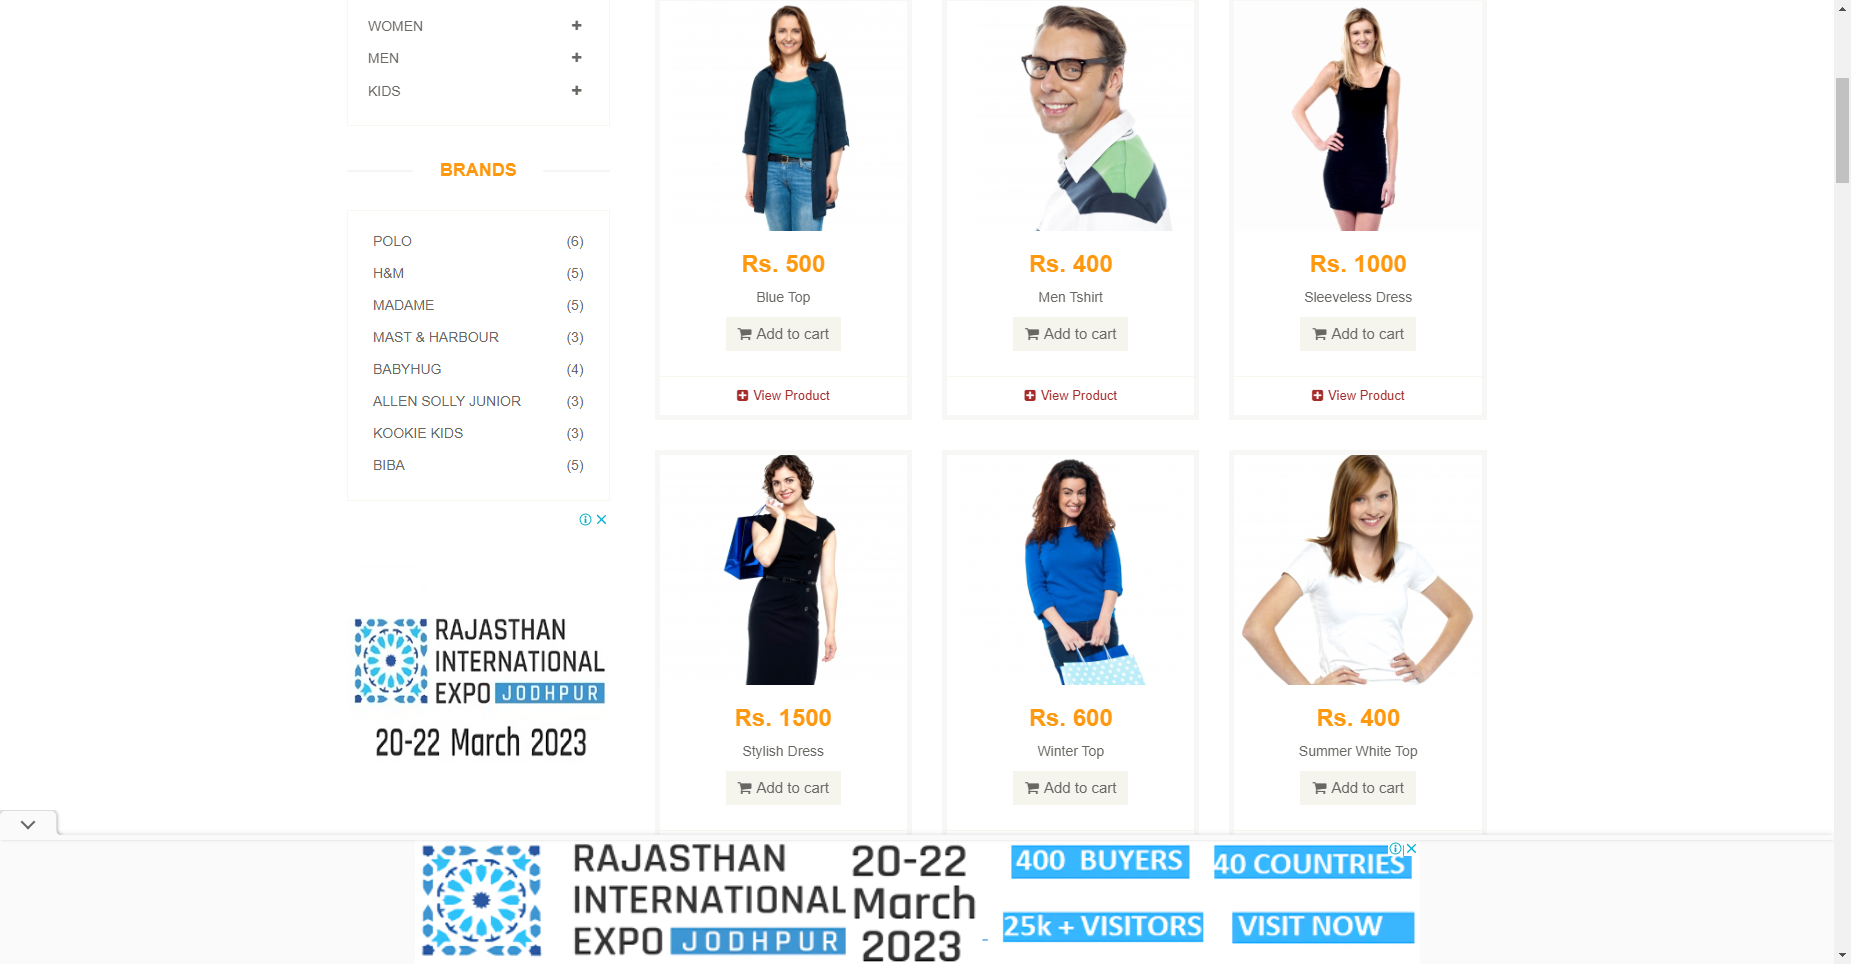 WOMEN
MEN
KIDS
BRANDS
POLO (6)
H&M (5)
MADAME (5)
MAST & HARBOUR (3)
BABYHUG (4)
ALLEN SOLLY JUNIOR (3)
KOOKIE KIDS (3)
BIBA (5)
RAJASTHAN
INTERNATIONAL
EXPO JODHPUR
20-22 March 2023
Rs. 500
Blue Top
Add to cart
View Product
Rs. 400
Men Tshirt
Add to cart
View Product
Rs. 1000
Sleeveless Dress
Add to cart
View Product
Rs. 1500
Stylish Dress
Add to cart
Rs. 600
Winter Top
Add to cart
Rs. 400
Summer White Top
Add to cart
RAJASTHAN
INTERNATIONAL
EXPO JODHPUR
20-22
March
2023
400 BUYERS
40 COUNTRIES
25k + VISITORS
VISIT NOW